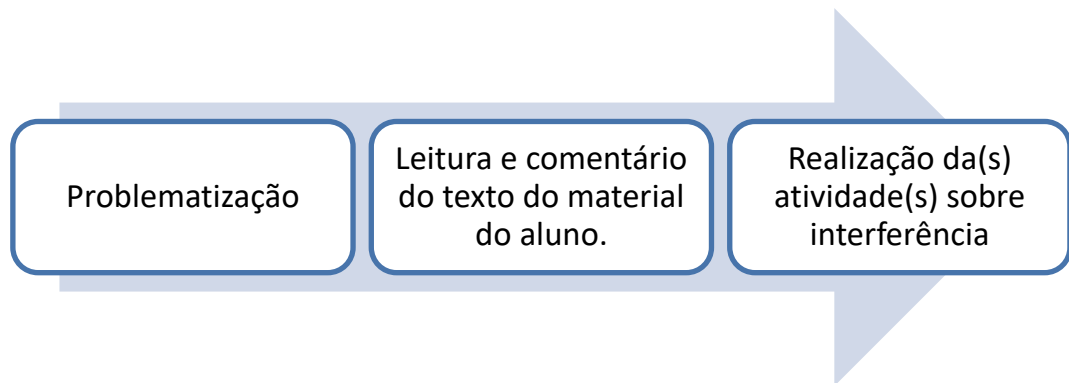 Problematização
Leitura e comentário
do texto do material
do aluno.
Realização da(s)
atividade(s) sobre
interferência